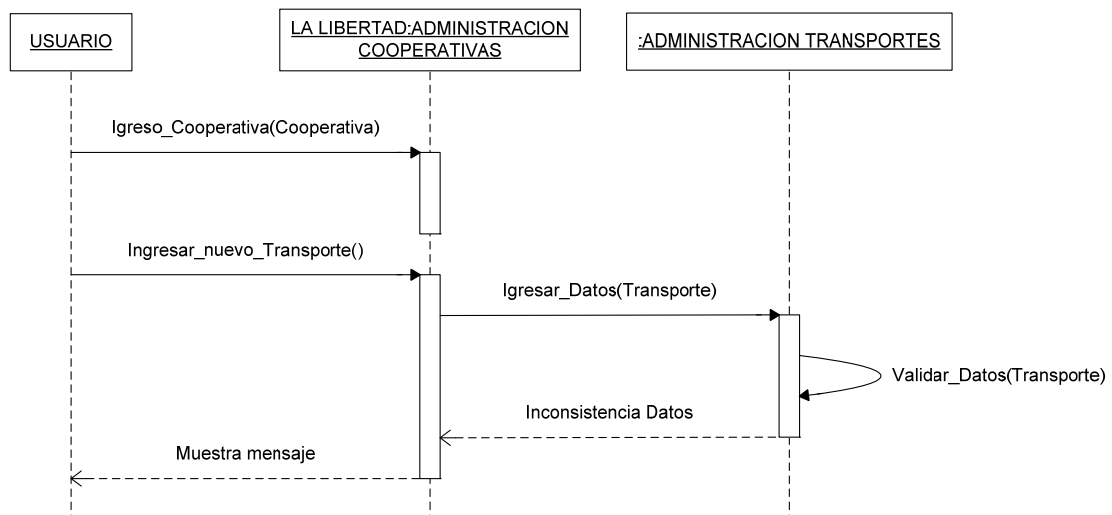 USUARIO
LA LIBERTAD:ADMINISTRACION
COOPERATIVAS
:ADMINISTRACION TRANSPORTES
Igreso_Cooperativa(Cooperativa)
Ingresar_nuevo_Transporte()
Igresar_Datos(Transporte)
Validar_Datos(Transporte)
Inconsistencia Datos
Muestra mensaje